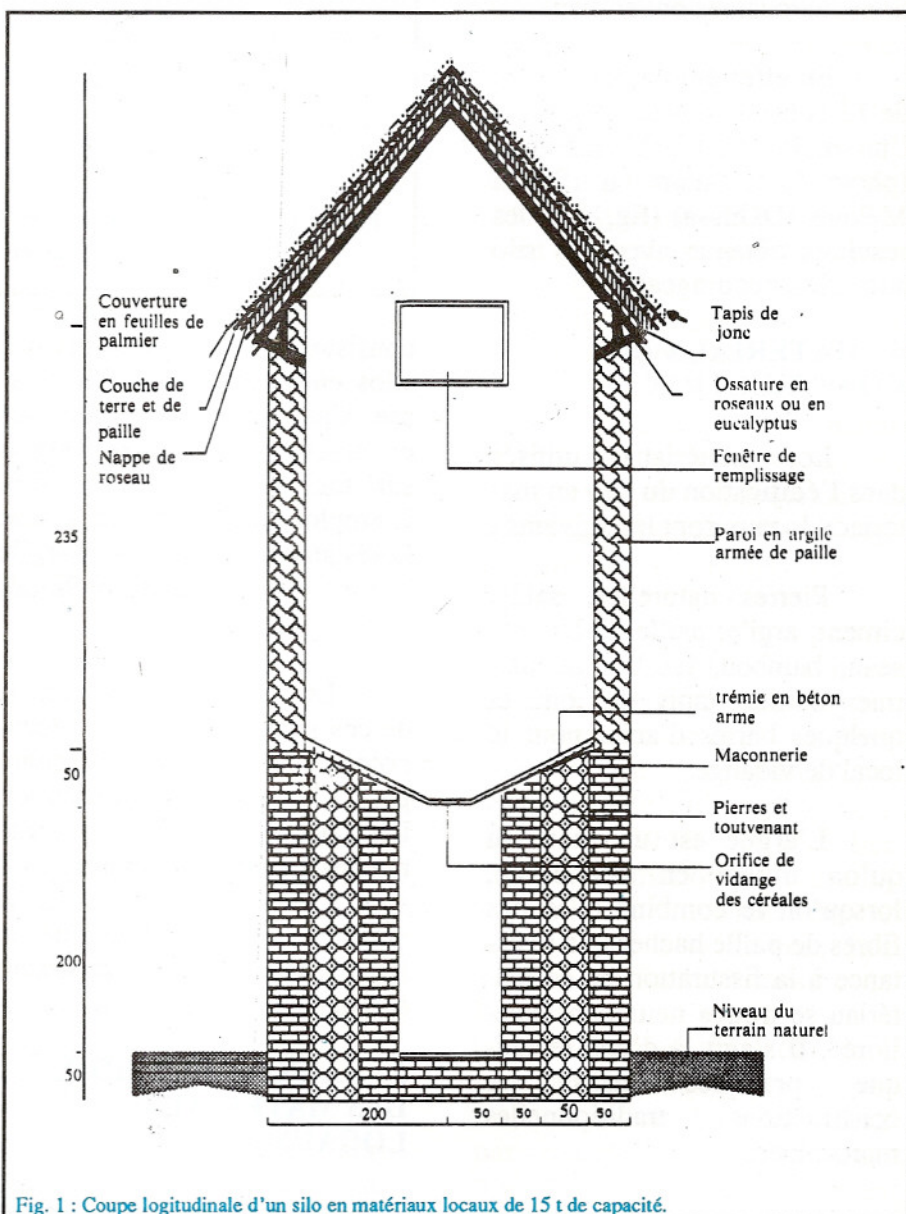 Couverture
en feuilles de
palmier
Couche de
terre et de
paille
Nappe de
roseau
235
50
200
50
Tapis de
jonc
Ossature en
roseaux ou en
eucalyptus
Fenêtre de
remplissage
Paroi en argile
armée de paille
trémie en béton
arme
Maçonnerie
Pierres et
toutvenant
Orifice de
vidange
des céréales
Niveau du
terrain naturel
200 50 50 50 50
Fig. 1 : Coupe logitudinale d'un silo en matériaux locaux de 15 t de capacité.